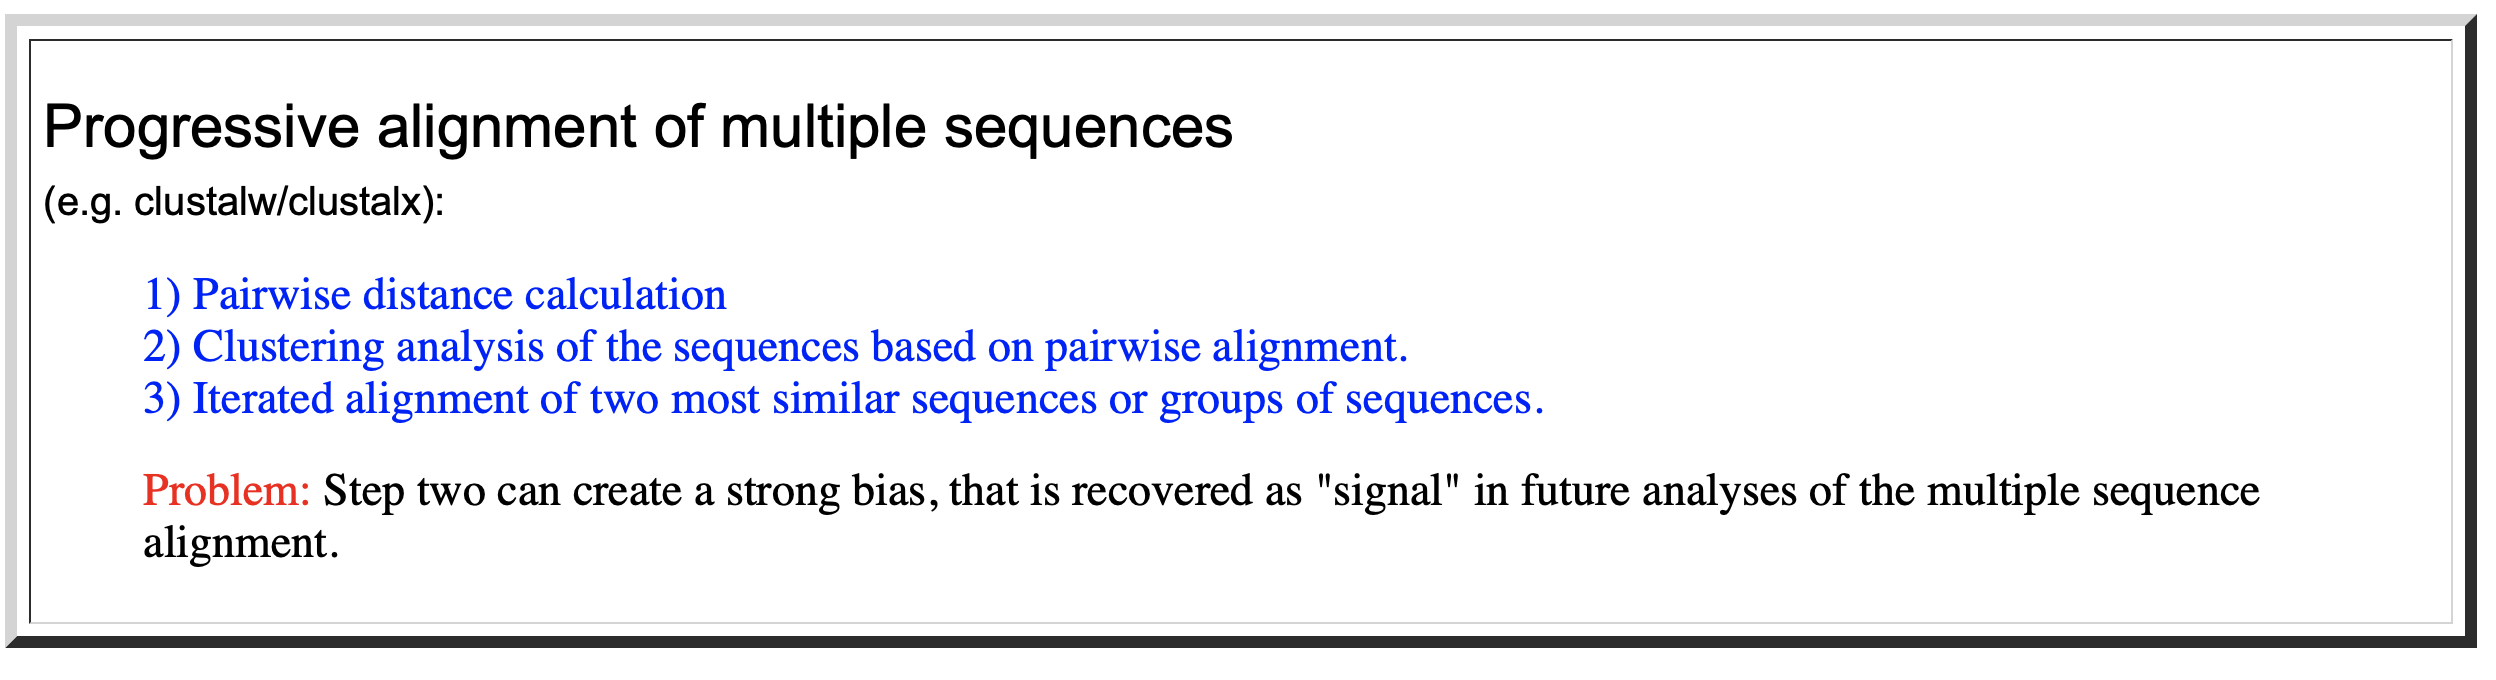 Progressive alignment of multiple sequences
(e.g. clustalw/clustalx):
1) Pairwise distance calculation
2) Clustering analysis of the sequences based on pairwise alignment.
3) Iterated alignment of two most similar sequences or groups of sequences.
Problem: Step two can create a strong bias, that is recovered as "signal" in future analyses of the multiple sequence
alignment.